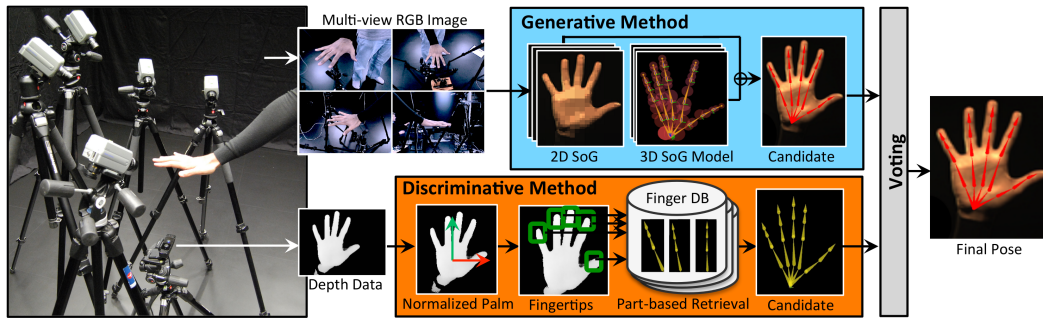 Multi-view RGB Image
Generative Method
2D SoG
3D SoG Model
Candidate
Discriminative Method
Finger DB
Depth Data
Normalized Palm
Fingertips
Part-based Retrieval
Candidate
Voting
Final Pose